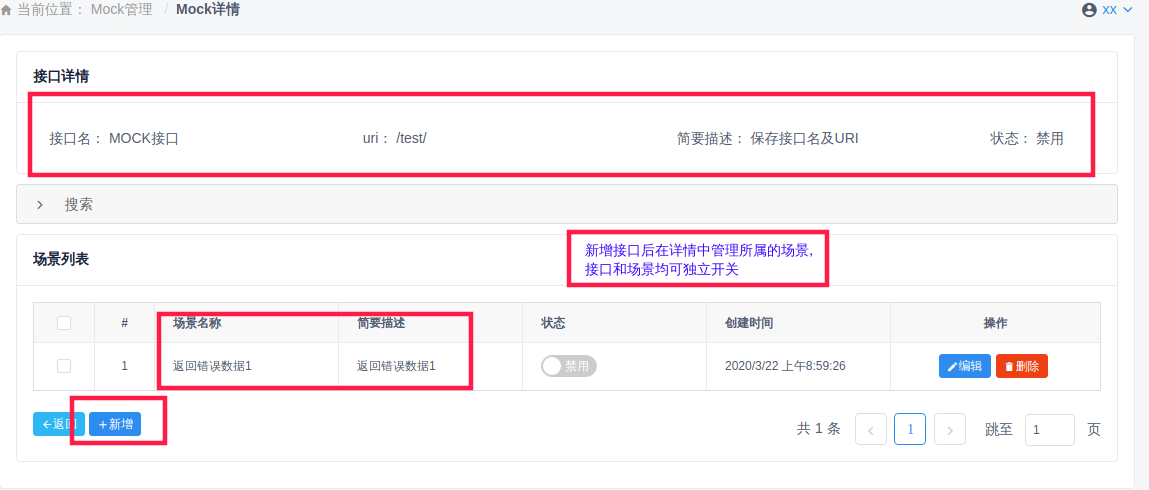 当前位置： Mock管理 / Mock详情
xx
接口详情
接口名： MOCK接口 uri： /test/ 简要描述： 保存接口名及URI 状态： 禁用
搜索
场景列表
新增接口后在详情中管理所属的场景,
接口和场景均可独立开关
# 场景名称 简要描述 状态 创建时间 操作
1 返回错误数据1 返回错误数据1 禁用 2020/3/22 上午8:59:26 编辑 删除
返回 +新增 共 1 条 < 1 > 跳至 1 页